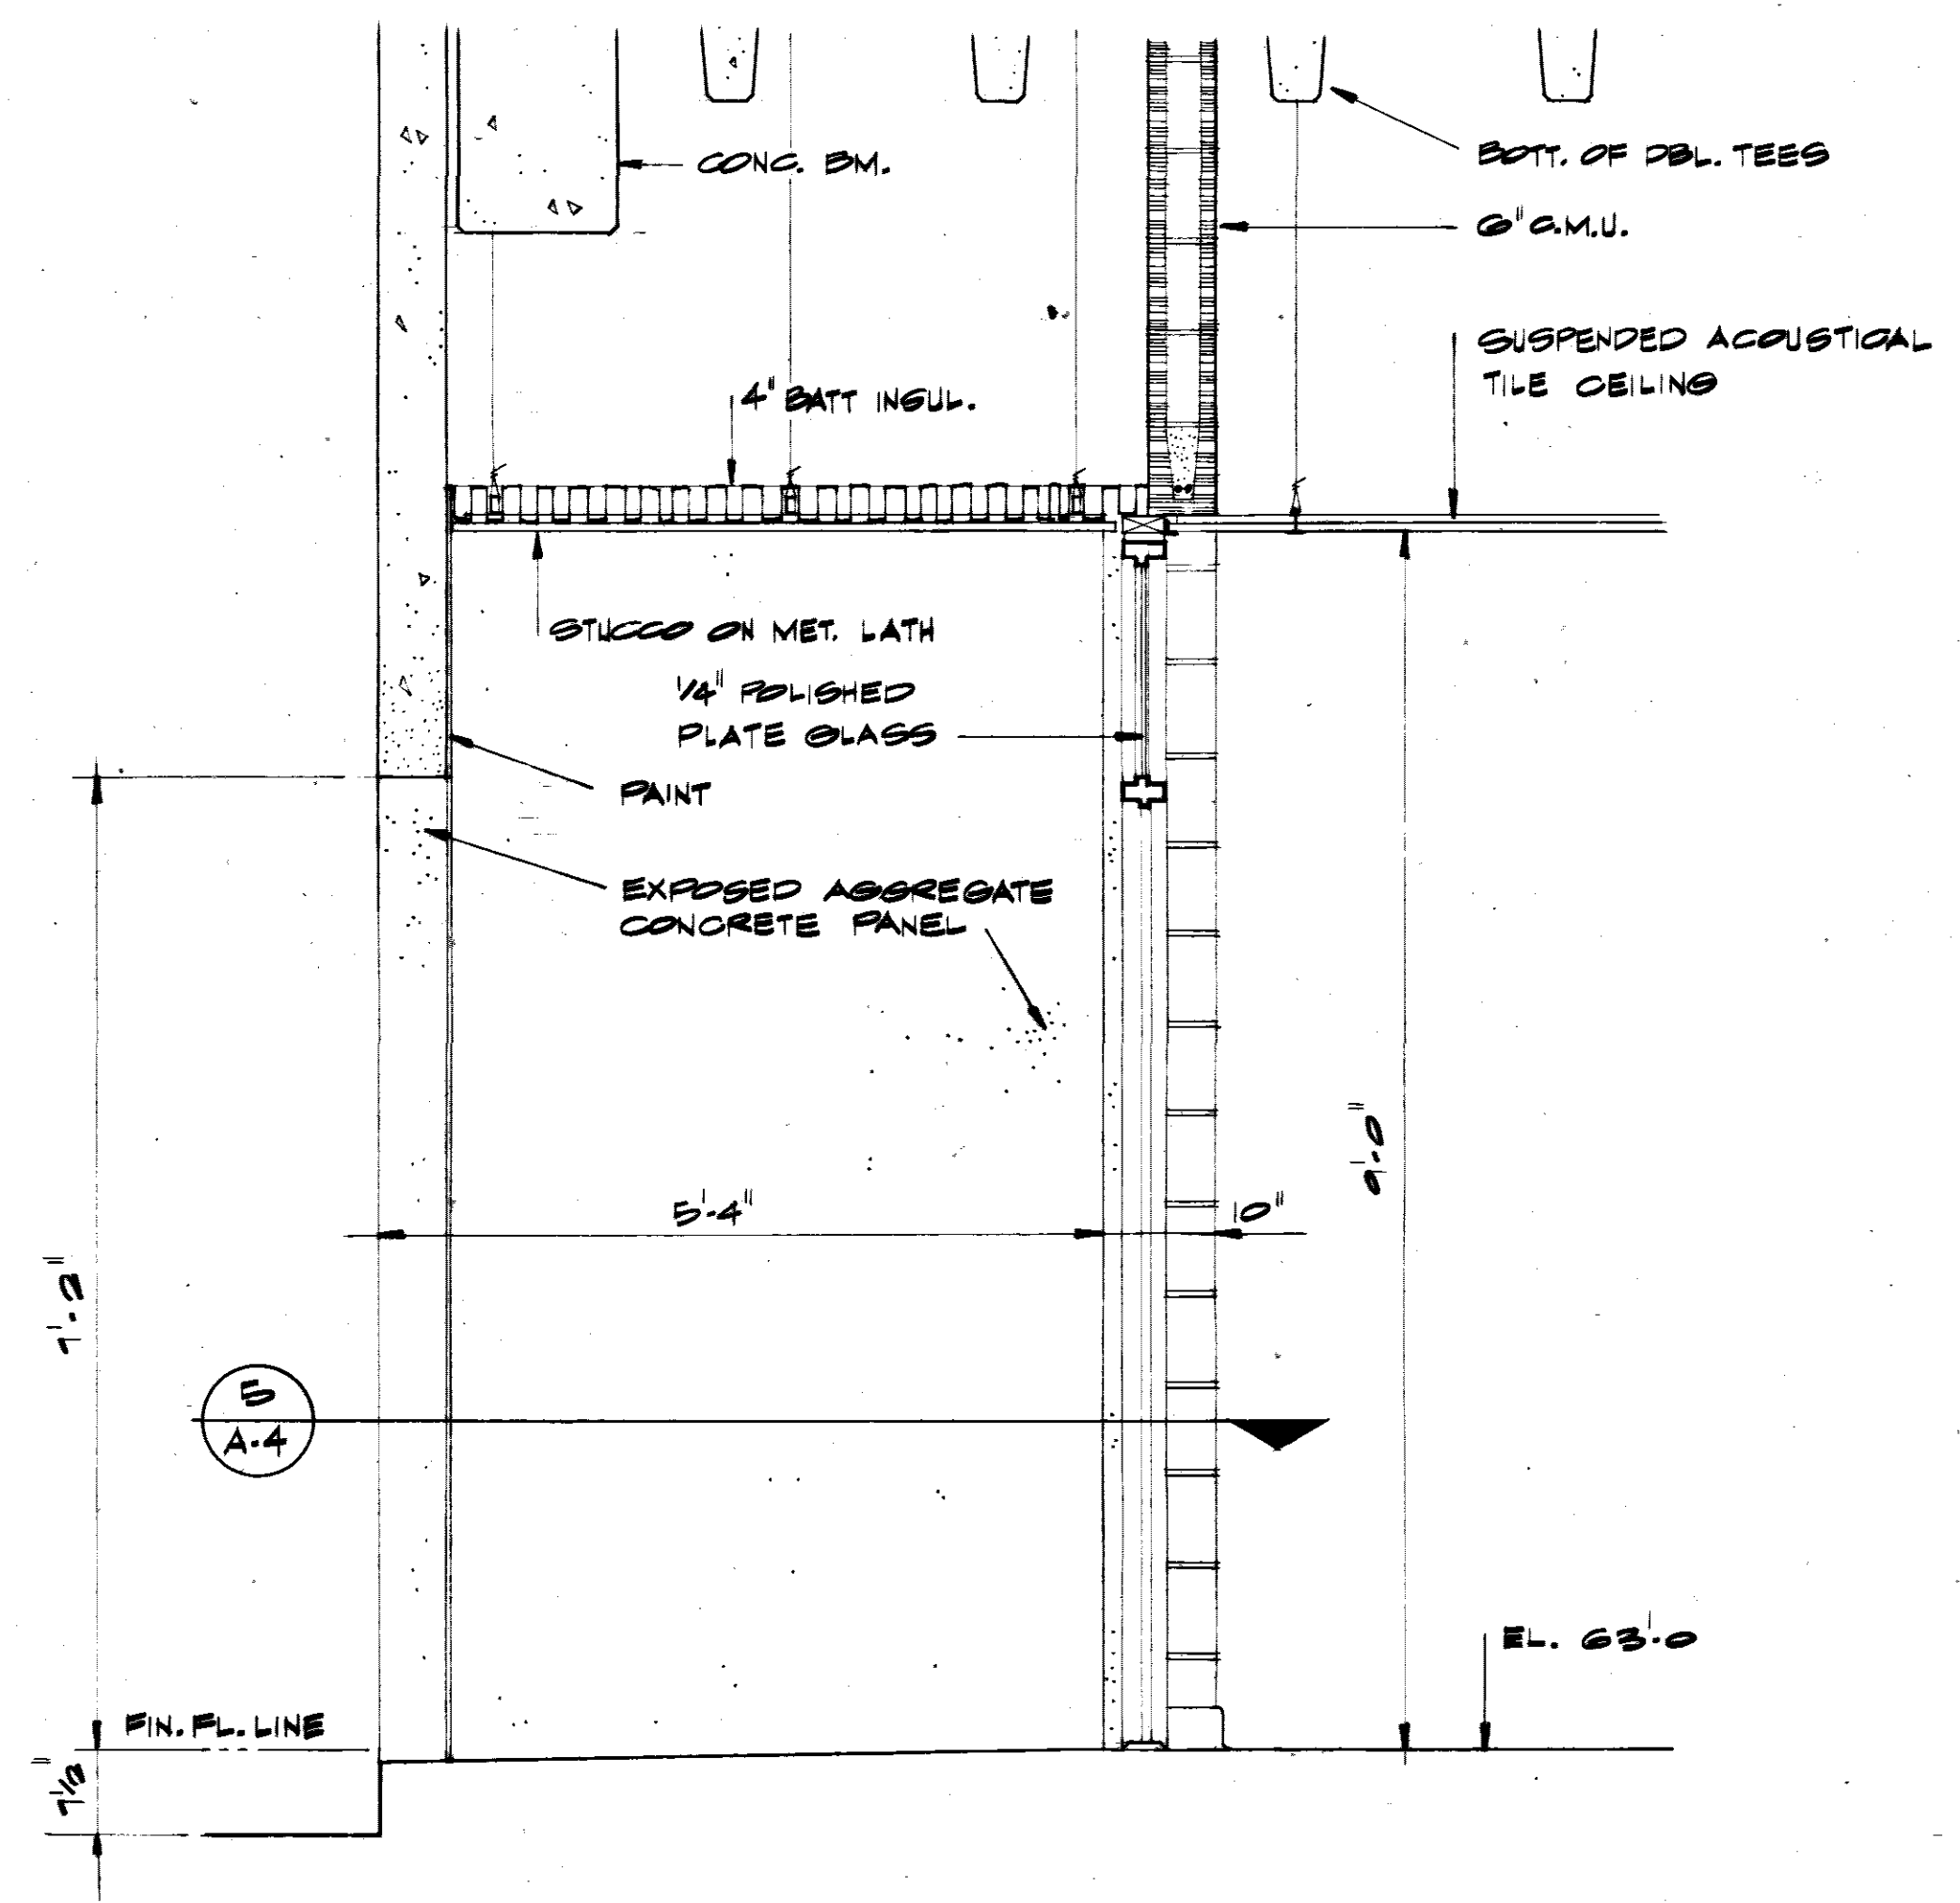 CONC. BM.
BOTT. OF DBL. TEES
6" C.M.U.
SUSPENDED ACOUSTICAL
TILE CEILING
4" BATT INSUL.
STUCCO ON MET. LATH
1/4" POLISHED
PLATE GLASS
PAINT
EXPOSED AGGREGATE
CONCRETE PANEL
9'-0"
5'-4"
10"
7'-2"
5
A-4
EL. 63'-0
FIN. FL. LINE
7 1/2"